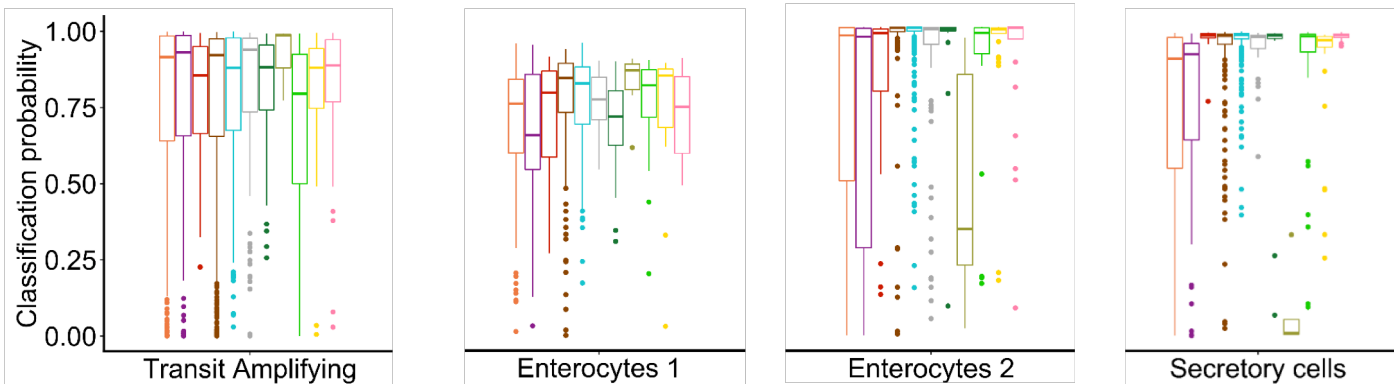 Classification probability
1.00
0.75
0.50
0.25
0.00
Transit Amplifying
Enterocytes 1
Enterocytes 2
Secretory cells